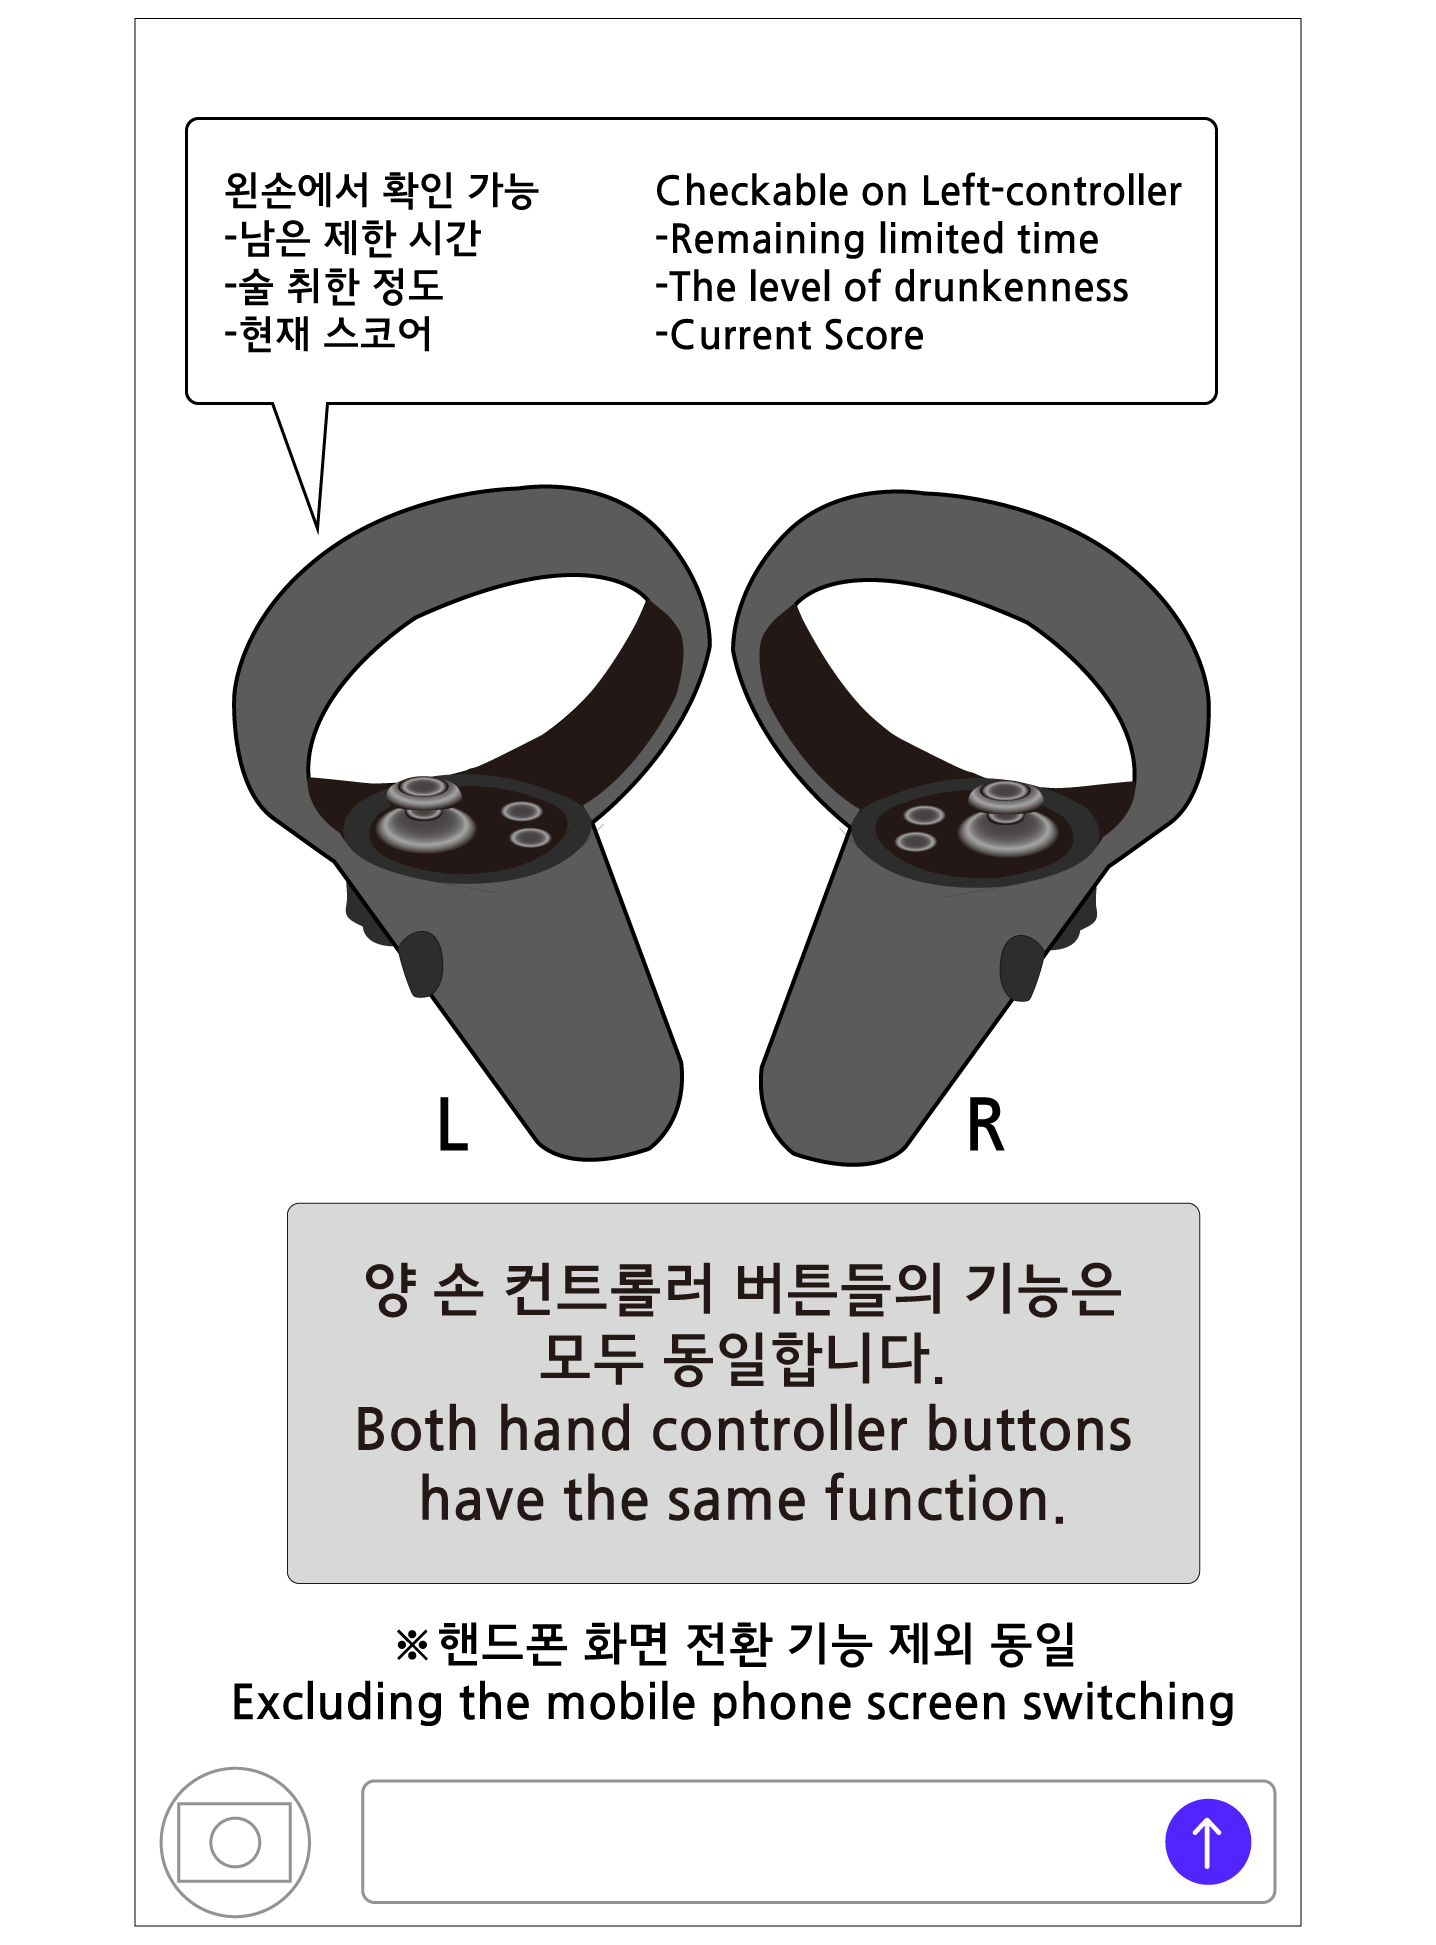 왼손에서 확인 가능
-남은 제한 시간
-술 취한 정도
-현재 스코어
Checkable on Left-controller
-Remaining limited time
-The level of drunkenness
-Current Score
L
R
양 손 컨트롤러 버튼들의 기능은
모두 동일합니다.
Both hand controller buttons
have the same function.
※핸드폰 화면 전환 기능 제외 동일
Excluding the mobile phone screen switching